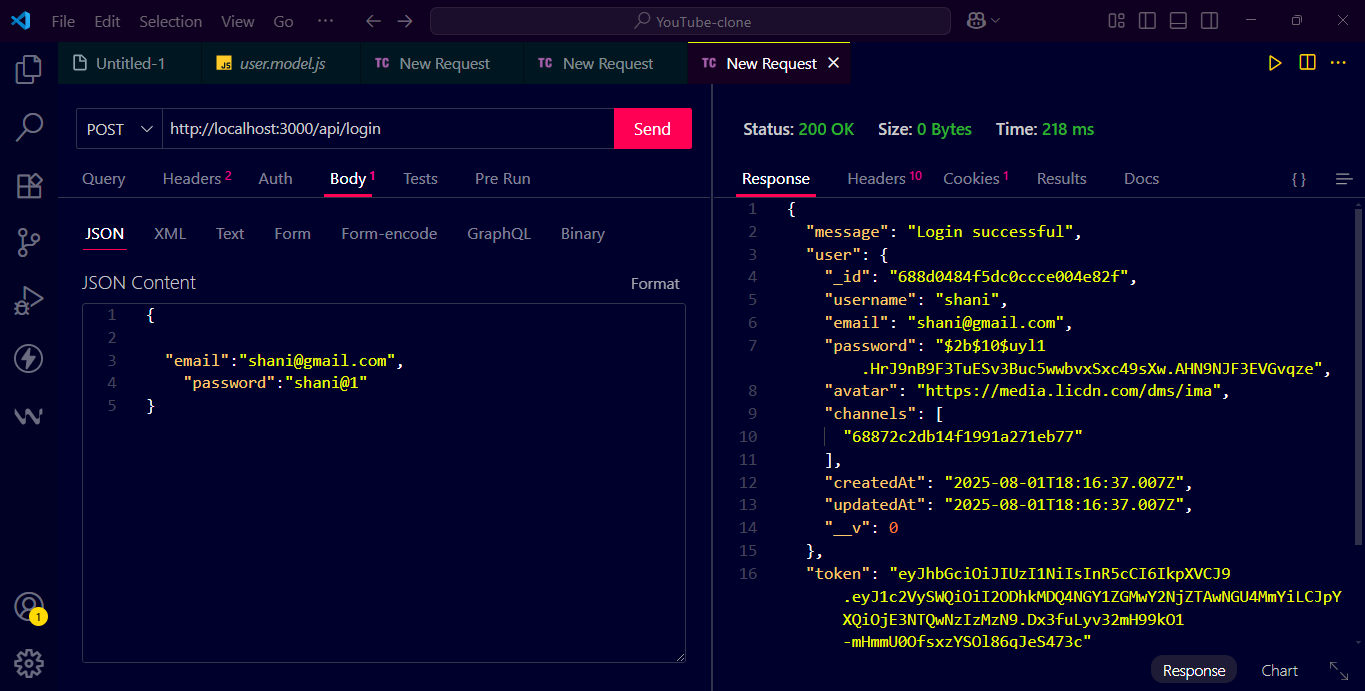 File Edit Selection View Go ··· YouTube-clone
Untitled-1 JS user.model.js TC New Request TC New Request TC New Request
POST http://localhost:3000/api/login Send
Status: 200 OK Size: 0 Bytes Time: 218 ms
Query Headers 2 Auth Body 1 Tests Pre Run
Response Headers 10 Cookies 1 Results Docs { }
JSON XML Text Form Form-encode GraphQL Binary
JSON Content Format
1 {
2
3 "email":"shani@gmail.com",
4 "password":"shani@1"
5 }
1 {
2 "message": "Login successful",
3 "user": {
4 "_id": "688d0484f5dc0ccce004e82f",
5 "username": "shani",
6 "email": "shani@gmail.com",
7 "password": "$2b$10$uyl1
.HrJ9nB9F3TuESv3Buc5wwbvxSxc49sXw.AHN9NJF3EVGvqze",
8 "avatar": "https://media.licdn.com/dms/ima",
9 "channels": [
10 "68872c2db14f1991a271eb77"
11 ],
12 "createdAt": "2025-08-01T18:16:37.007Z",
13 "updatedAt": "2025-08-01T18:16:37.007Z",
14 "__v": 0
15 },
16 "token": "eyJhbGciOiJIUzI1NiIsInR5cCI6IkpXVCJ9
.eyJ1c2VySWQiOiI2ODhkMDQ4NGY1ZGMwY2NjZTAwNGU4MmYiLCJpY
XQiOjE3NTQwNzIzMzN9.Dx3fuLyv32mH99kO1
-mHmmU0OfsxzYSOl86qJeS473c"
1
Response Chart